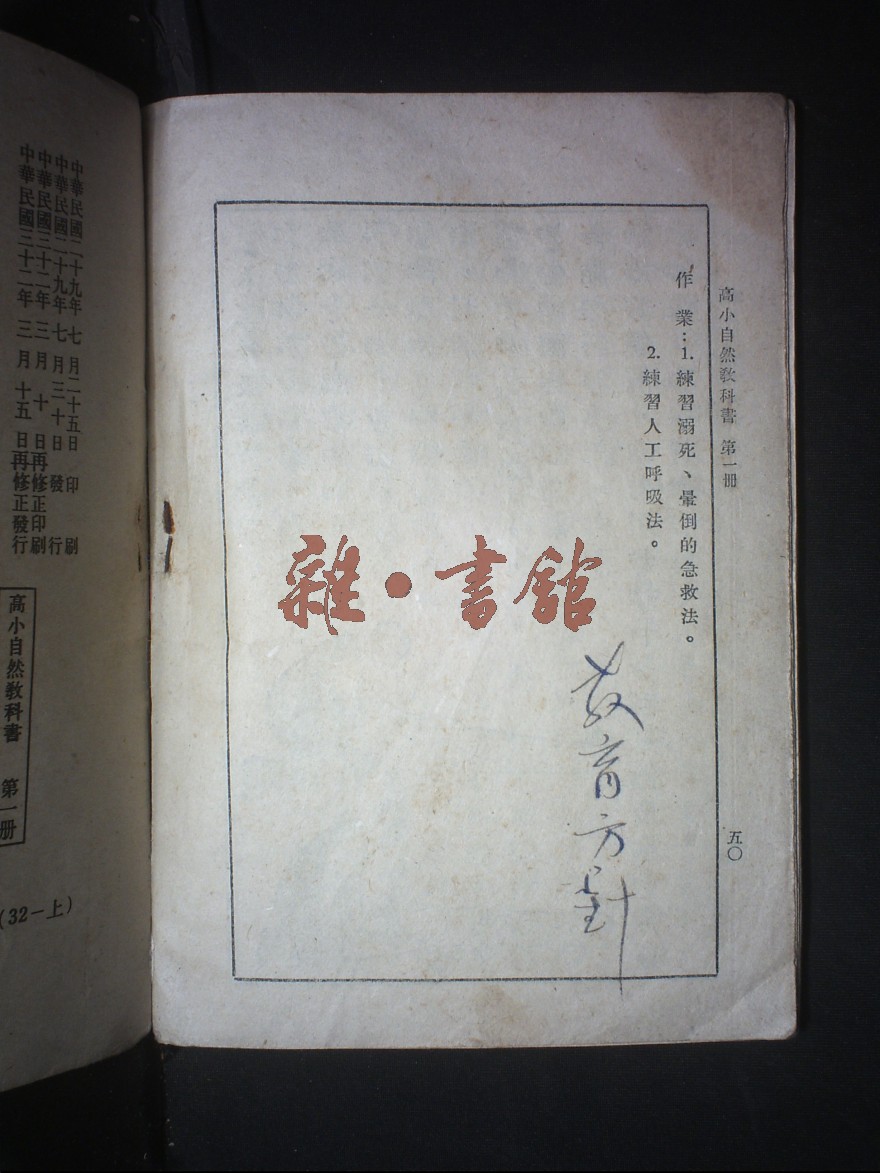 高小自然教科書 第一冊
五〇
作業：1. 練習溺死、暈倒的急救法。
2. 練習人工呼吸法。
教育方針
雜·書館
中華民國二十九年七月二十五日印刷
中華民國二十九年七月三十日發行
中華民國三十二年三月十日再修正印刷
中華民國三十二年三月十五日再修正發行
高小自然教科書 第一册
(32－上)